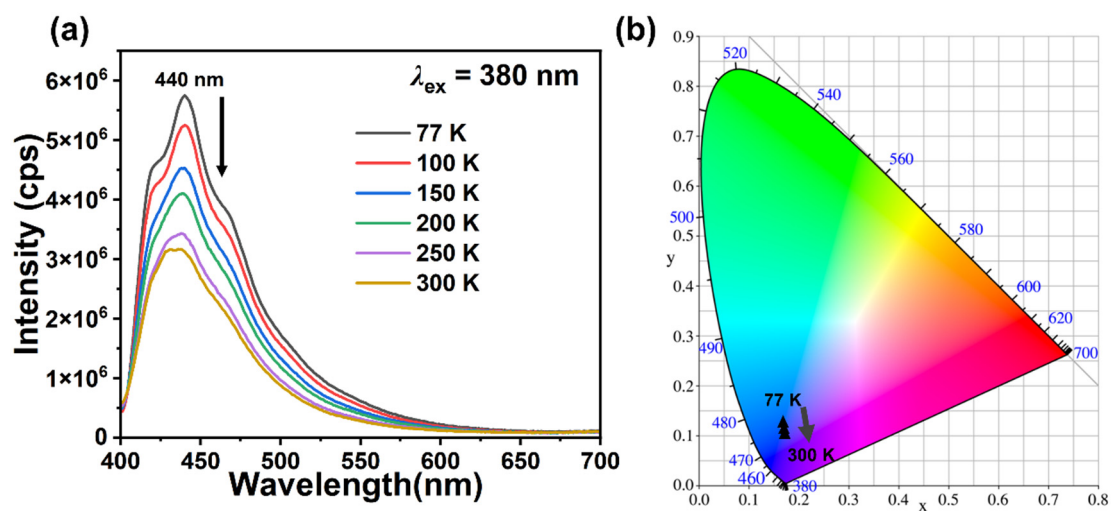 (a)
440 nm
λex = 380 nm
77 K
100 K
150 K
200 K
250 K
300 K
6×10⁶
5×10⁶
4×10⁶
3×10⁶
2×10⁶
1×10⁶
0
Intensity (cps)
400 450 500 550 600 650 700
Wavelength(nm)
(b)
0.9
0.8
0.7
0.6
0.5
y
0.4
0.3
0.2
0.1
0.0
520
540
560
500
580
600
620
490
700
77 K
480
300 K
470
460
380
0.0 0.1 0.2 0.3 0.4 0.5 0.6 0.7 0.8
x